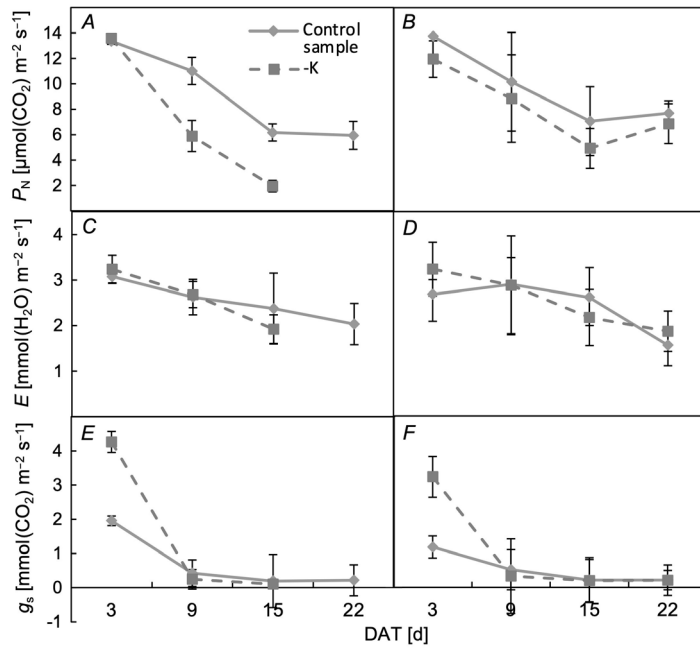 A
Control
sample
-K
B
14
12
10
8
6
4
2
P_N [μmol(CO₂) m⁻² s⁻¹]
C
D
4
3
2
1
E [mmol(H₂O) m⁻² s⁻¹]
E
F
4
3
2
1
0
-1
gₛ [mmol(CO₂) m⁻² s⁻¹]
3 9 15 22 3 9 15 22
DAT [d]